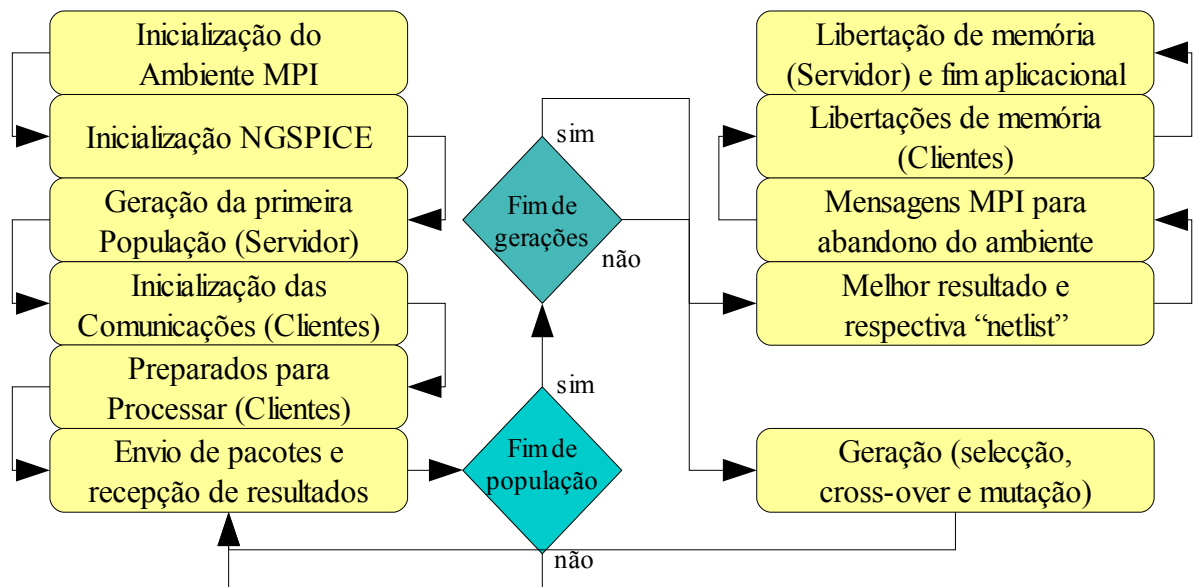 Inicialização do
Ambiente MPI
Inicialização NGSPICE
Geração da primeira
População (Servidor)
Inicialização das
Comunicações (Clientes)
Preparados para
Processar (Clientes)
Envio de pacotes e
recepção de resultados
Fim de
população
sim
não
Fim de
gerações
sim
não
Libertação de memória
(Servidor) e fim aplicacional
Libertações de memória
(Clientes)
Mensagens MPI para
abandono do ambiente
Melhor resultado e
respectiva “netlist”
Geração (selecção,
cross-over e mutação)